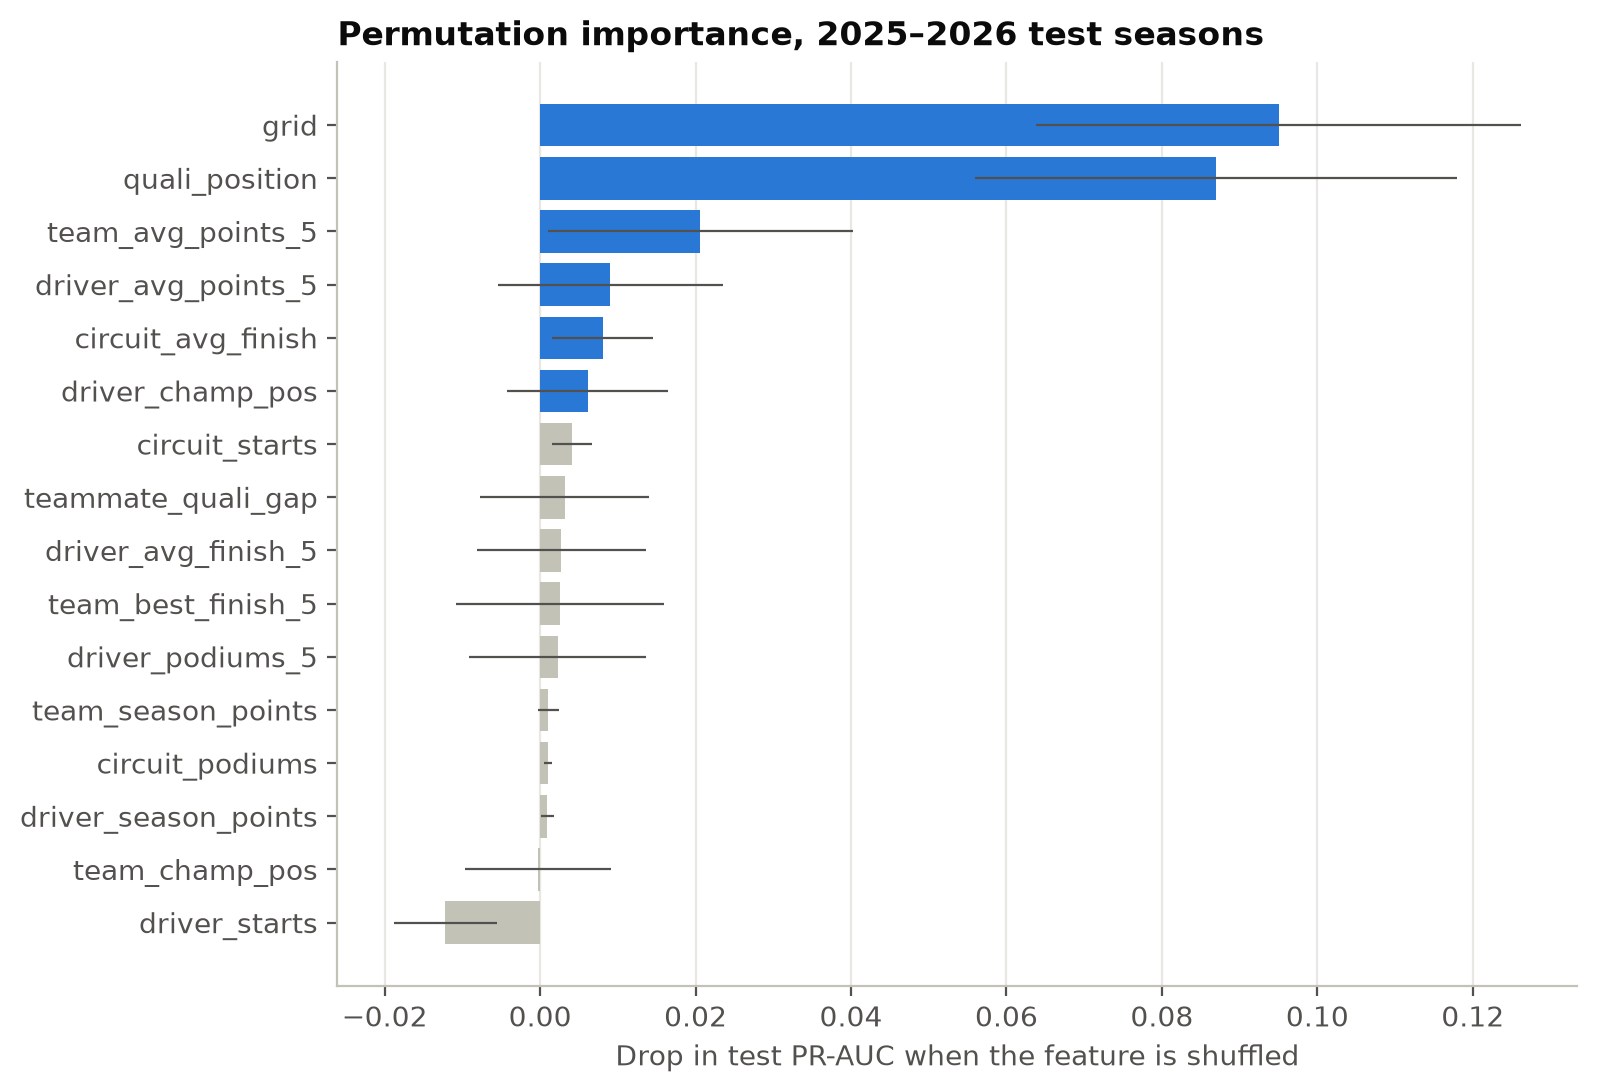 Permutation importance, 2025–2026 test seasons
grid
quali_position
team_avg_points_5
driver_avg_points_5
circuit_avg_finish
driver_champ_pos
circuit_starts
teammate_quali_gap
driver_avg_finish_5
team_best_finish_5
driver_podiums_5
team_season_points
circuit_podiums
driver_season_points
team_champ_pos
driver_starts
−0.02 0.00 0.02 0.04 0.06 0.08 0.10 0.12
Drop in test PR-AUC when the feature is shuffled